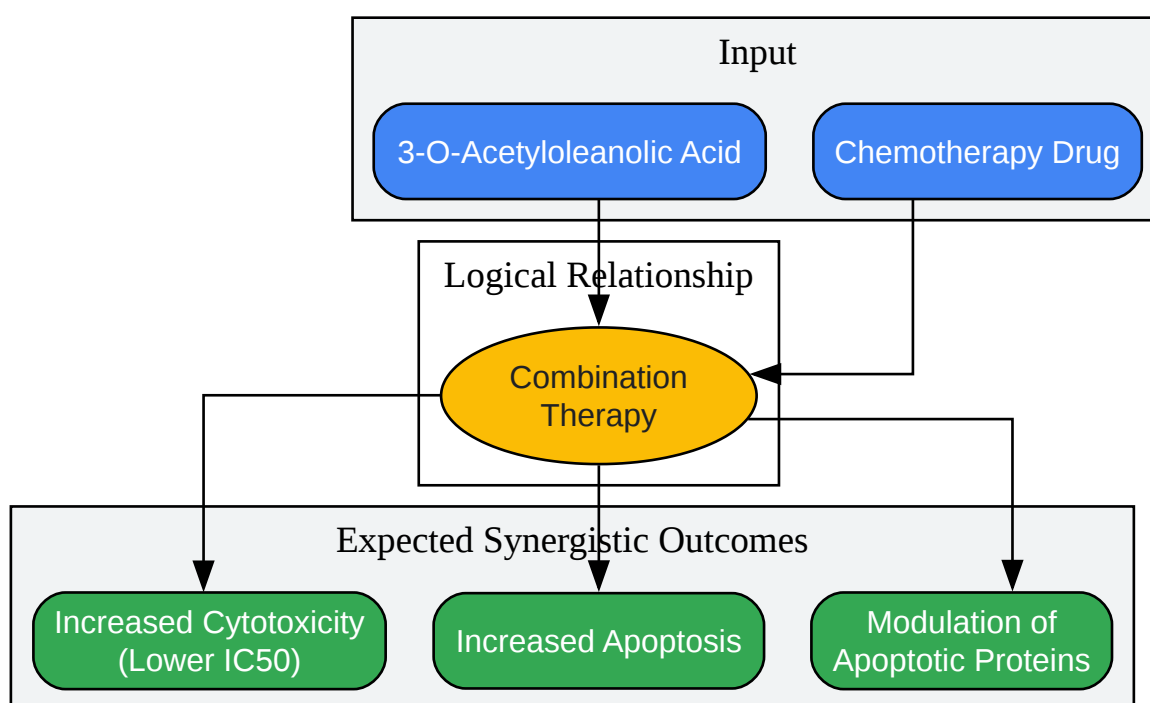 Input
3-O-Acetyloleanolic Acid
Chemotherapy Drug
Logical Relationship
Combination
Therapy
Expected Synergistic Outcomes
Increased Cytotoxicity
(Lower IC50)
Increased Apoptosis
Modulation of
Apoptotic Proteins